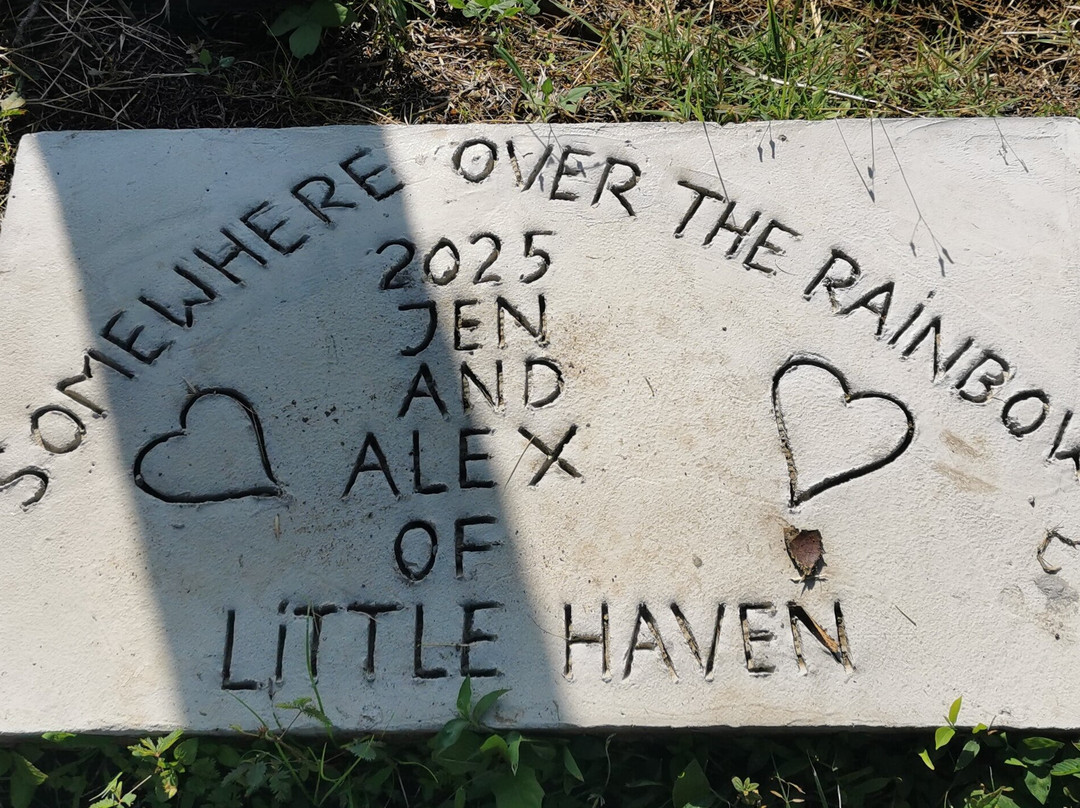 SOMEWHERE OVER THE RAINBOW
2025
JEN
AND
ALEX
OF
LiTTLE HAVEN